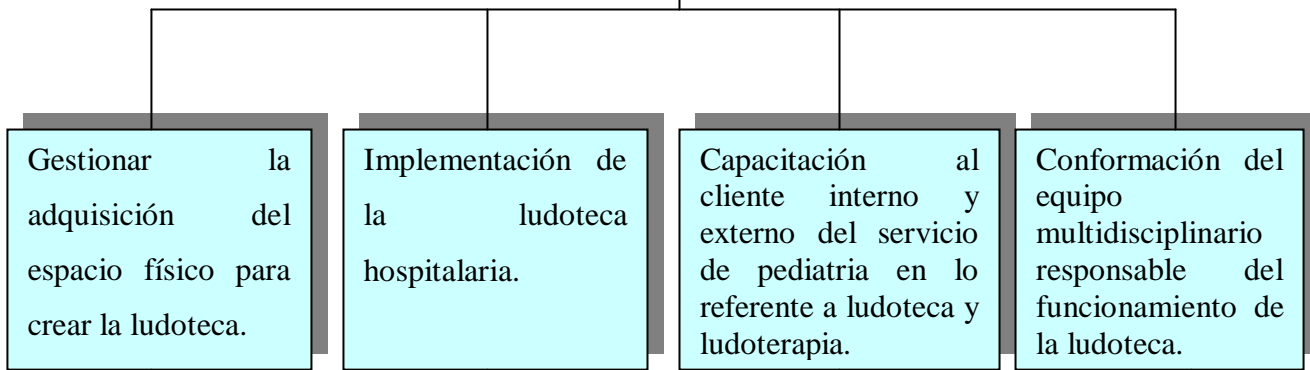 Gestionar la
adquisición del
espacio físico para
crear la ludoteca.
Implementación de
la ludoteca
hospitalaria.
Capacitación al
cliente interno y
externo del servicio
de pediatria en lo
referente a ludoteca y
ludoterapia.
Conformación del
equipo
multidisciplinario
responsable del
funcionamiento de
la ludoteca.